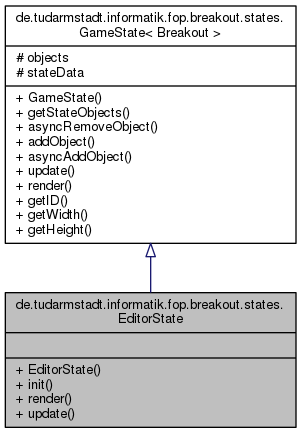 de.tudarmstadt.informatik.fop.breakout.states.
GameState< Breakout >
# objects
# stateData
+ GameState()
+ getStateObjects()
+ asyncRemoveObject()
+ addObject()
+ asyncAddObject()
+ update()
+ render()
+ getID()
+ getWidth()
+ getHeight()
de.tudarmstadt.informatik.fop.breakout.states.
EditorState
+ EditorState()
+ init()
+ render()
+ update()